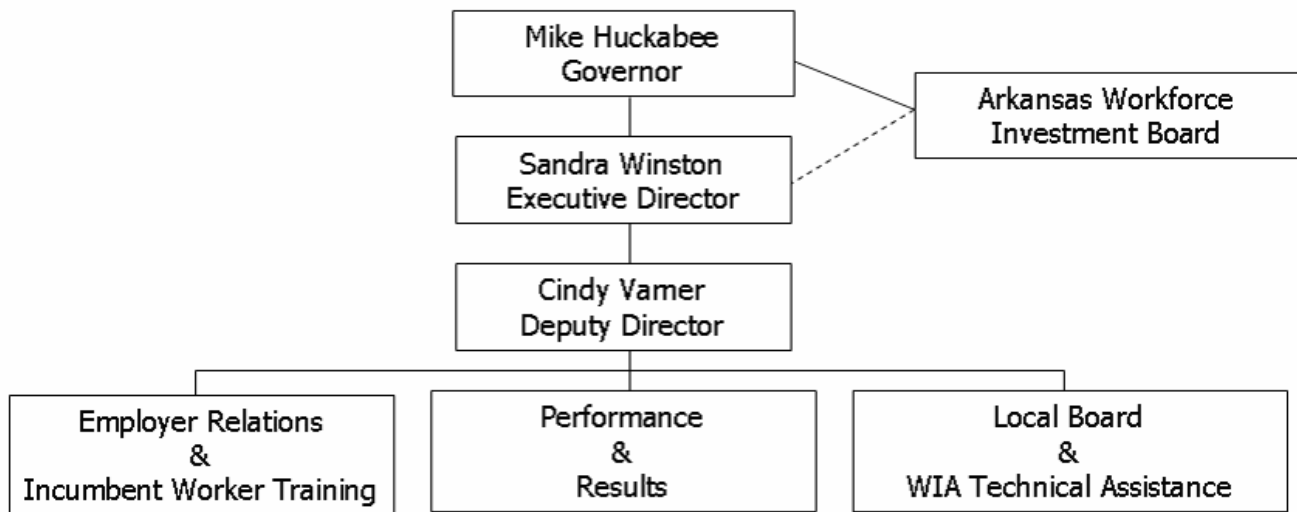 Mike Huckabee
Governor
Arkansas Workforce
Investment Board
Sandra Winston
Executive Director
Cindy Varner
Deputy Director
Employer Relations
&
Incumbent Worker Training
Performance
&
Results
Local Board
&
WIA Technical Assistance